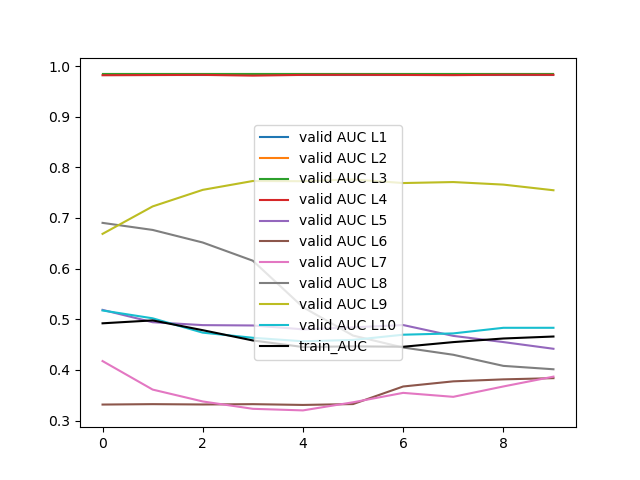 1.0
0.9
0.8
0.7
0.6
0.5
0.4
0.3
valid AUC L1
valid AUC L2
valid AUC L3
valid AUC L4
valid AUC L5
valid AUC L6
valid AUC L7
valid AUC L8
valid AUC L9
valid AUC L10
train_AUC
0 2 4 6 8